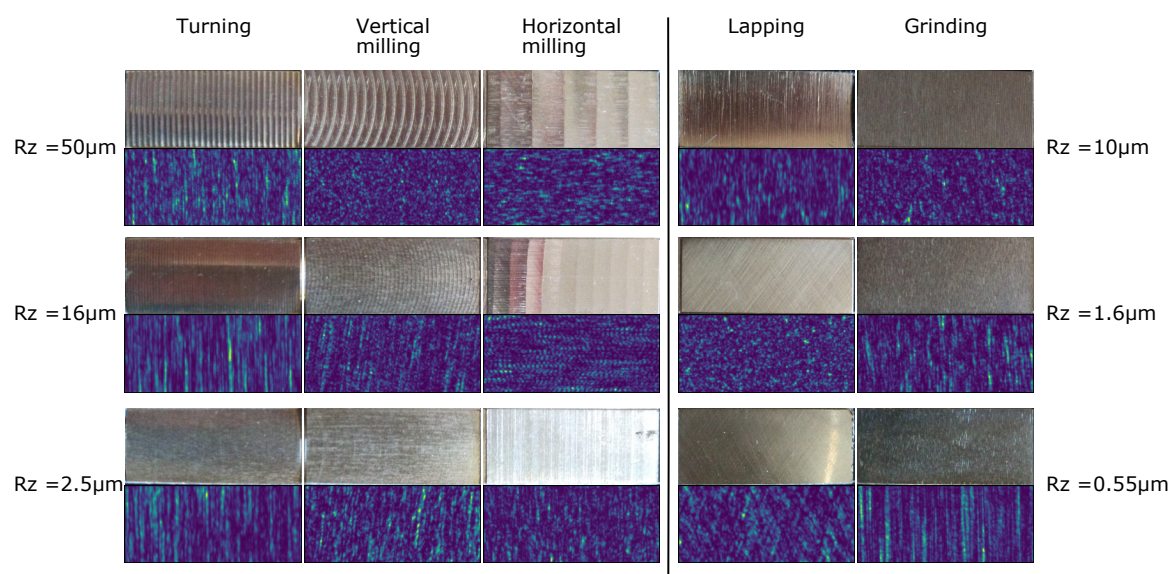 Turning
Vertical
milling
Horizontal
milling
Lapping
Grinding
Rz =50μm
Rz =10μm
Rz =16μm
Rz =1.6μm
Rz =2.5μm
Rz =0.55μm